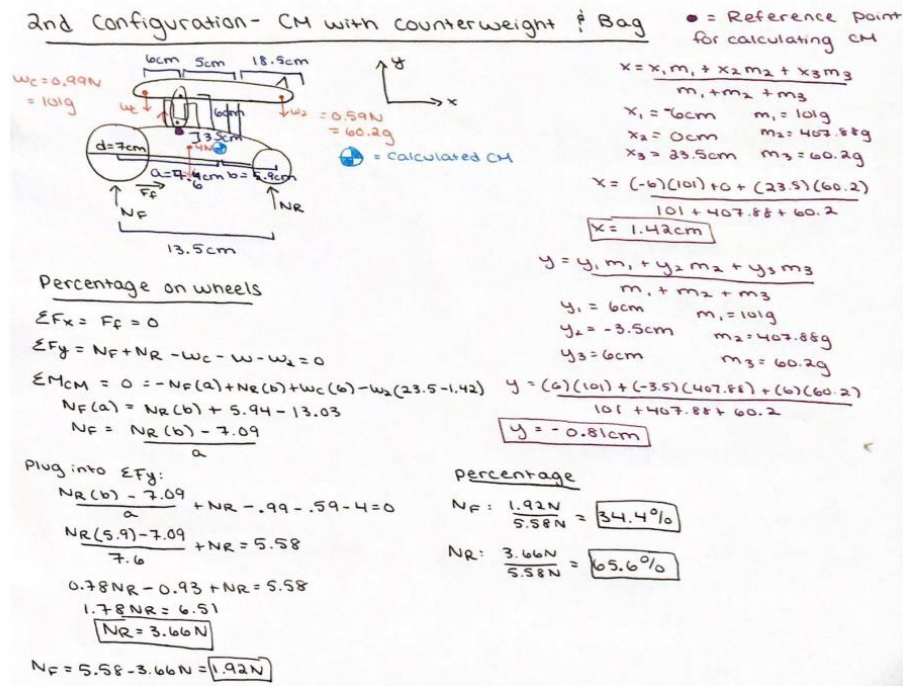 2nd Configuration - CM with counterweight & Bag
● = Reference point
for calculating CM
6cm 5cm 18.5cm
Wc = 0.99N
= 101g
Wc
6cm
W2 = 0.59N
= 60.2g
y
x
3.5cm
4N
= Calculated CM
d=7cm
b = 5.9cm
Ff
NF
NR
13.5cm
x = x1m1 + x2m2 + x3m3
m1 + m2 + m3
x1 = -6cm m1 = 101g
x2 = 0cm m2 = 407.88g
x3 = 23.5cm m3 = 60.2g
x = (-6)(101) + 0 + (23.5)(60.2)
101 + 407.88 + 60.2
x = 1.42cm
y = y1m1 + y2m2 + y3m3
m1 + m2 + m3
y1 = 6cm m1 = 101g
y2 = -3.5cm m2 = 407.88g
y3 = 6cm m3 = 60.2g
y = (6)(101) + (-3.5)(407.88) + (6)(60.2)
101 + 407.88 + 60.2
y = -0.81cm
Percentage on wheels
ΣFx = Ff = 0
ΣFy = NF + NR - Wc - W - W2 = 0
ΣMCM = 0 = -NF(a) + NR(b) + Wc(6) - W2(23.5-1.42)
NF(a) = NR(b) + 5.94 - 13.03
NF = NR(b) - 7.09
a
Plug into ΣFy:
NR(b) - 7.09
a
+ NR - .99 - .59 - 4 = 0
NR(5.9) - 7.09
7.6
+ NR = 5.58
0.78NR - 0.93 + NR = 5.58
1.78NR = 6.51
NR = 3.66N
NF = 5.58 - 3.66N = 1.92N
Percentage
NF: 1.92N
5.58N
= 34.4%
NR: 3.66N
5.58N
= 65.6%